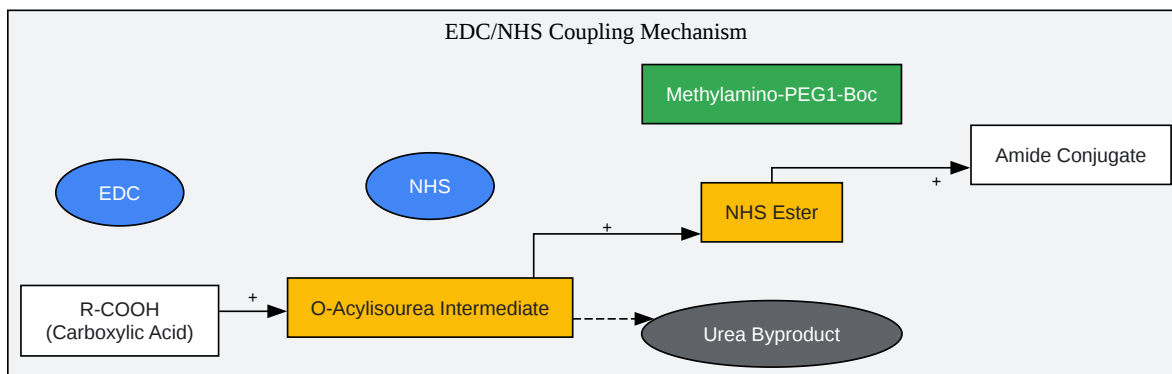 EDC/NHS Coupling Mechanism
Methylamino-PEG1-Boc
Amide Conjugate
EDC
NHS
+
NHS Ester
+
+
R-COOH
(Carboxylic Acid)
O-Acylisourea Intermediate
Urea Byproduct